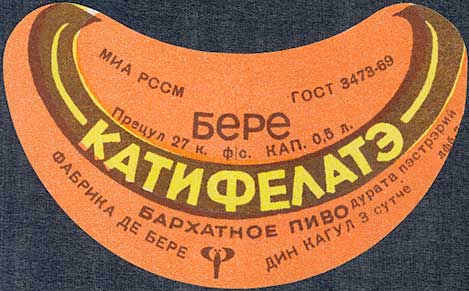 МИА РССМ
ГОСТ 3473-69
БЕРЕ
Прецул 27 к. ф/с. КАП. 0,5 л.
КАТИФЕЛАТЭ
БАРХАТНОЕ ПИВО
дурата пэстрэрий
ФАБРИКА ДЕ БЕРЕ
ДИН КАГУЛ 3 сутче